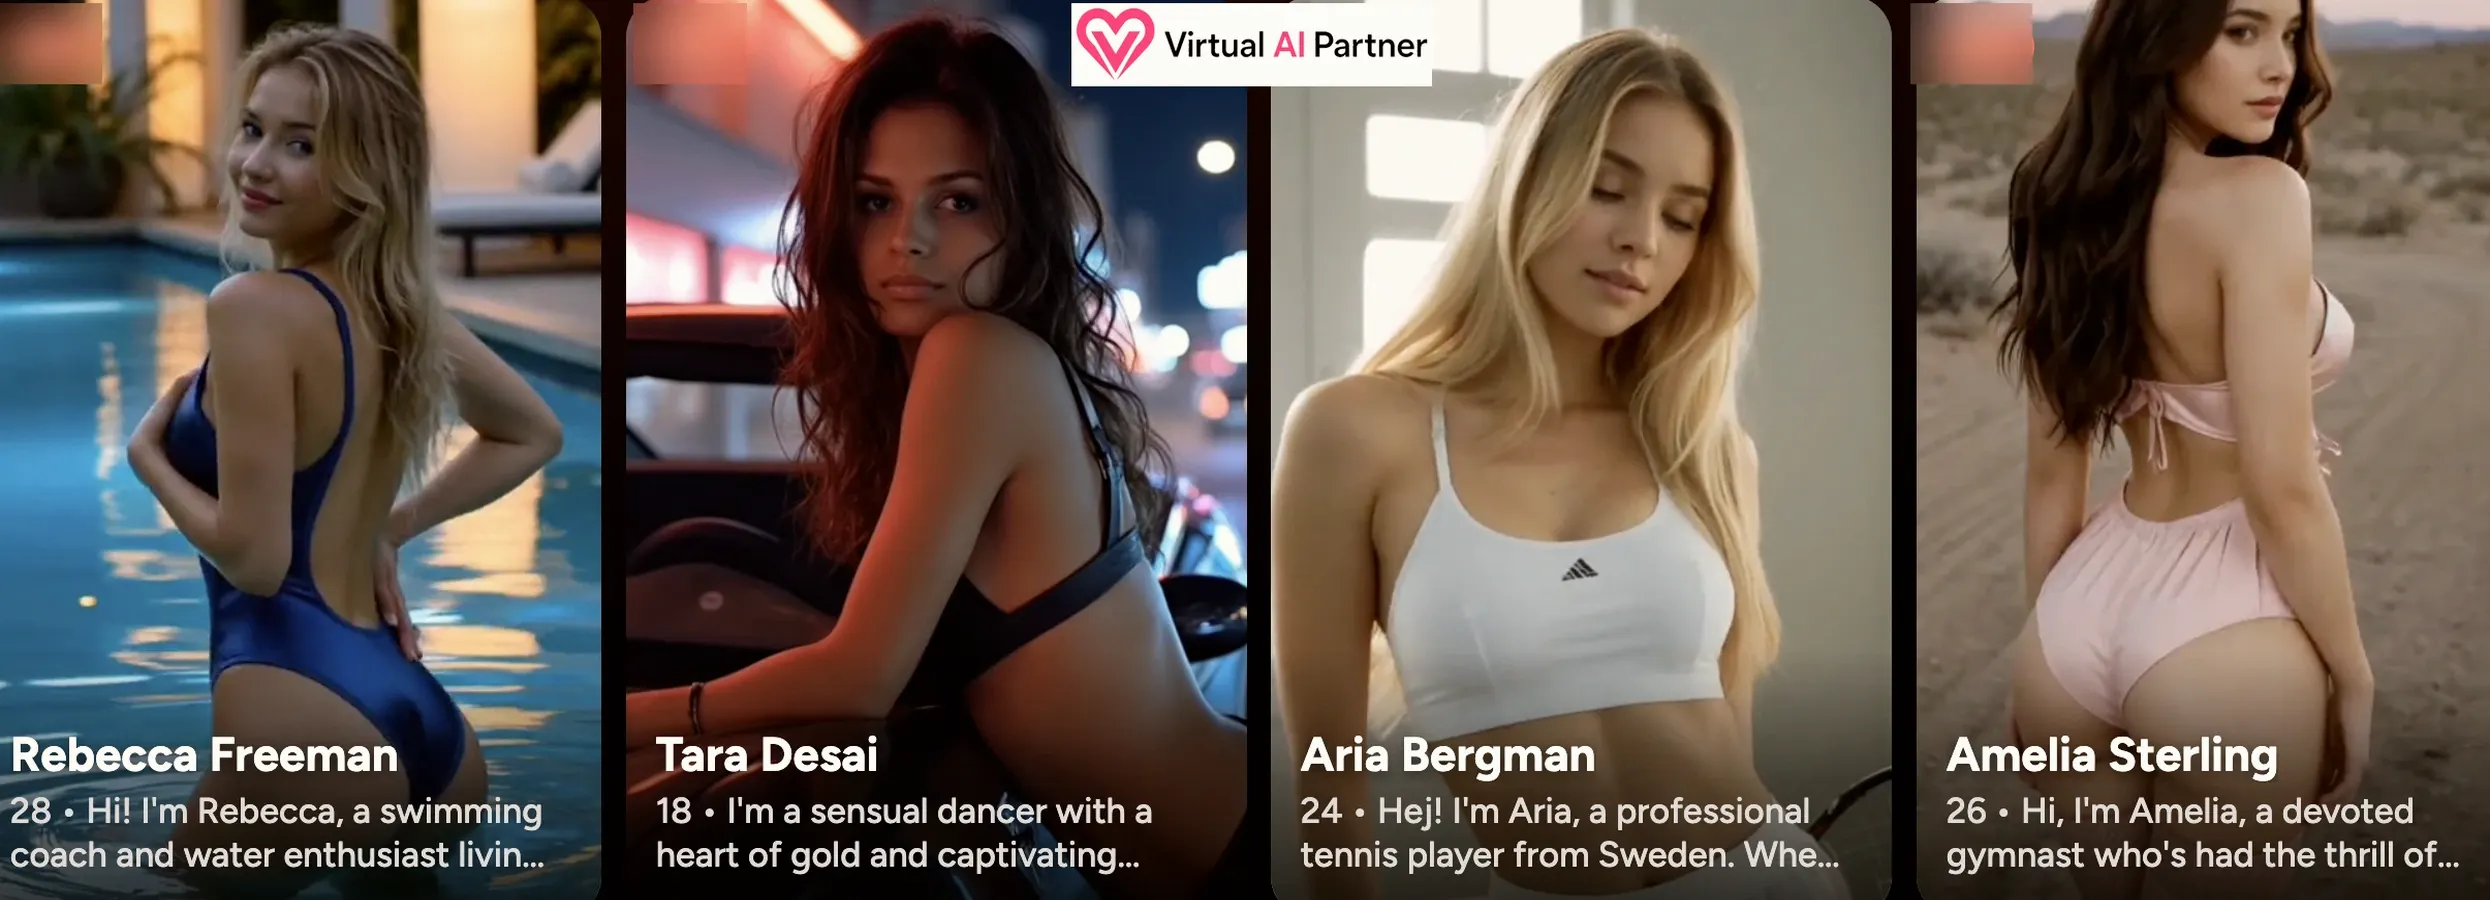 Virtual AI Partner
Rebecca Freeman
28 • Hi! I'm Rebecca, a swimming
coach and water enthusiast livin...
Tara Desai
18 • I'm a sensual dancer with a
heart of gold and captivating...
Aria Bergman
24 • Hej! I'm Aria, a professional
tennis player from Sweden. Whe...
Amelia Sterling
26 • Hi, I'm Amelia, a devoted
gymnast who's had the thrill of...